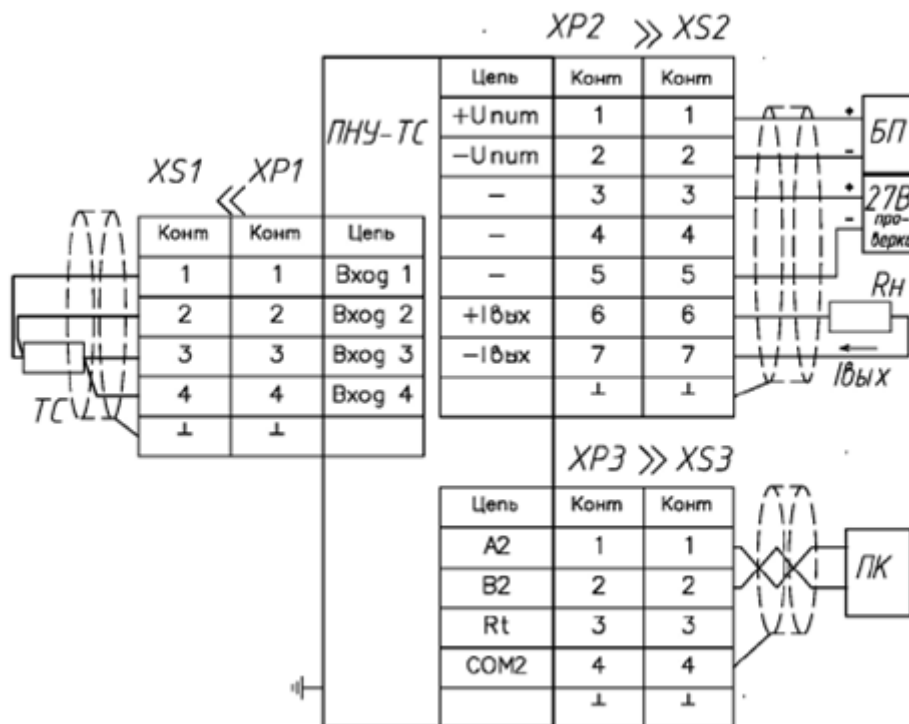 XP2 >> XS2
ПНУ-ТС
Цепь Конт Конт
+Uпит 1 1
-Uпит 2 2
– 3 3
– 4 4
– 5 5
+Iвых 6 6
-Iвых 7 7
⊥ ⊥
+ БП
-
+ 27В
- про-
верки
Rн
Iвых
XS1 << XP1
Конт Конт Цепь
1 1 Вход 1
2 2 Вход 2
3 3 Вход 3
4 4 Вход 4
⊥ ⊥
ТС
XP3 >> XS3
Цепь Конт Конт
A2 1 1
B2 2 2
Rt 3 3
COM2 4 4
⊥ ⊥
ПК